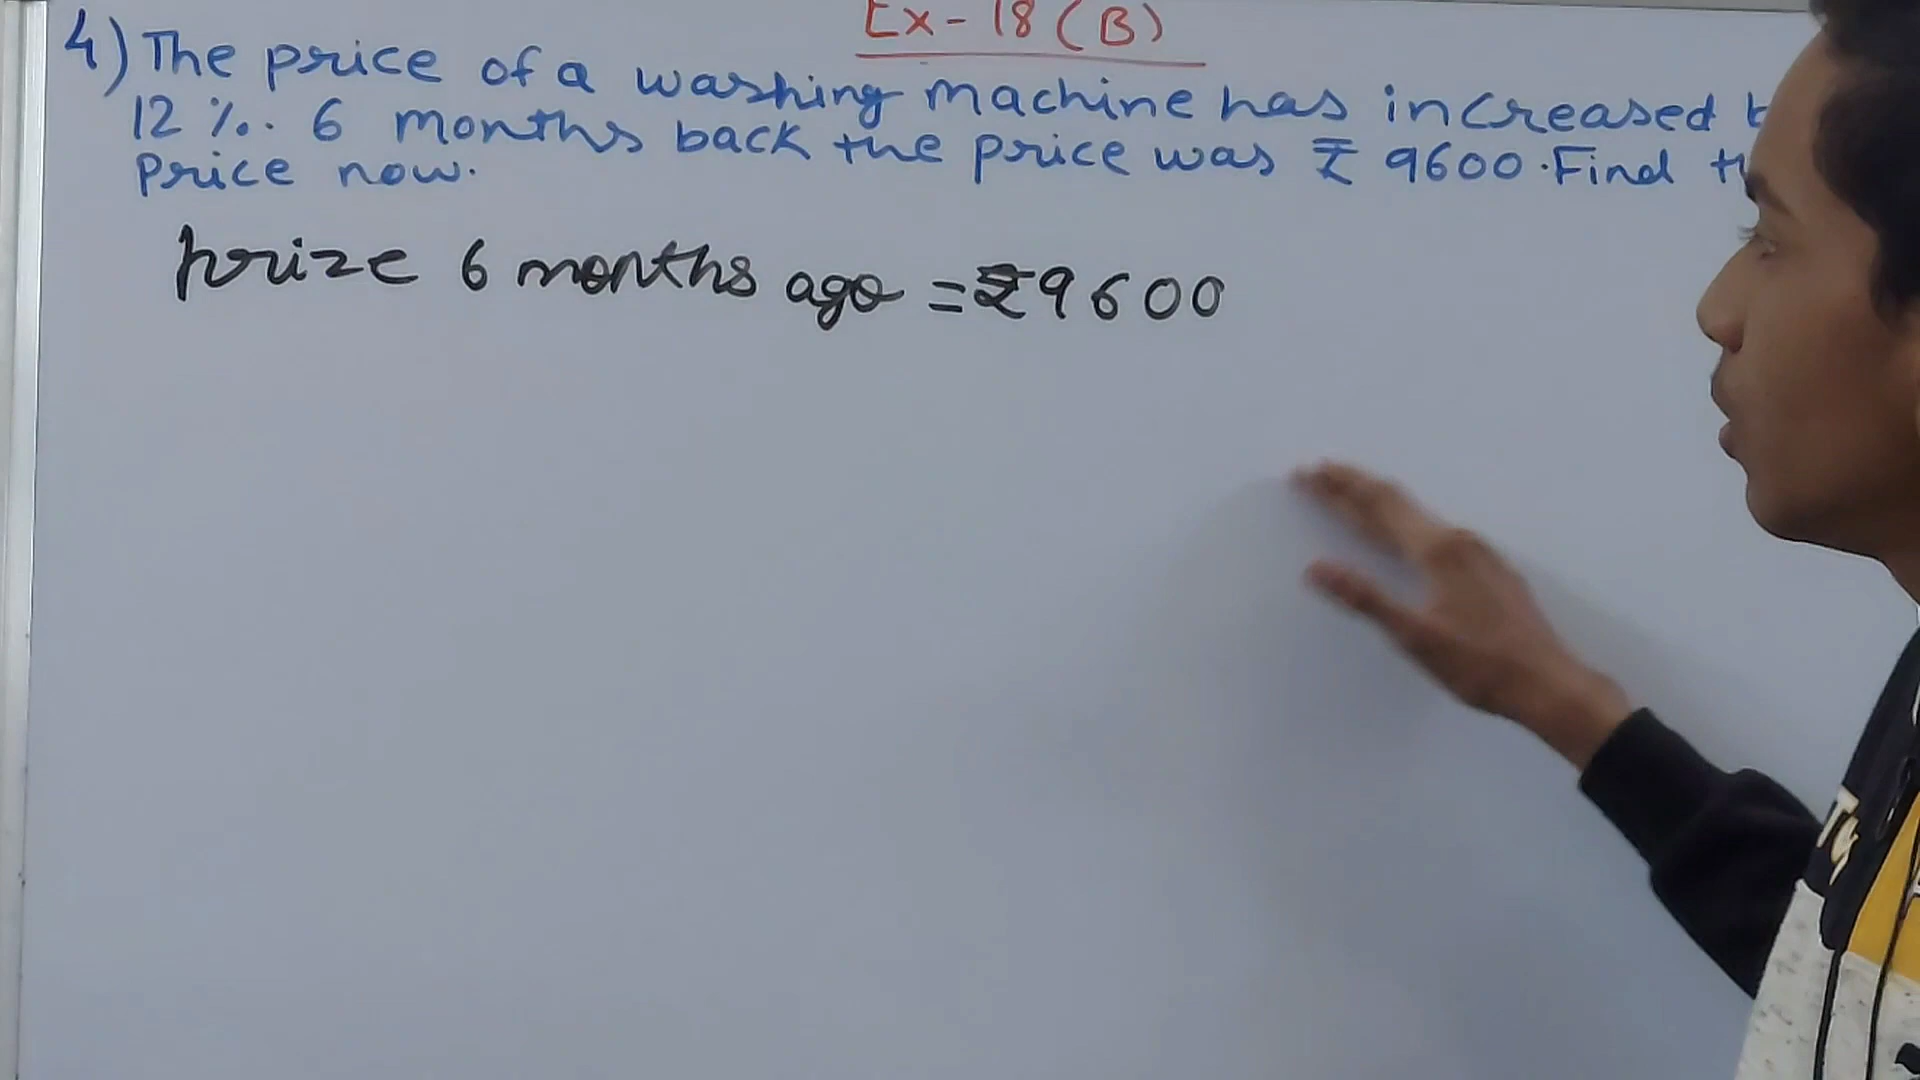 Ex- 18 (B)
4) The price of a washing machine has increased
12 %. 6 months back the price was ₹ 9600. Find
Price now.
prize 6 months ago = ₹9600